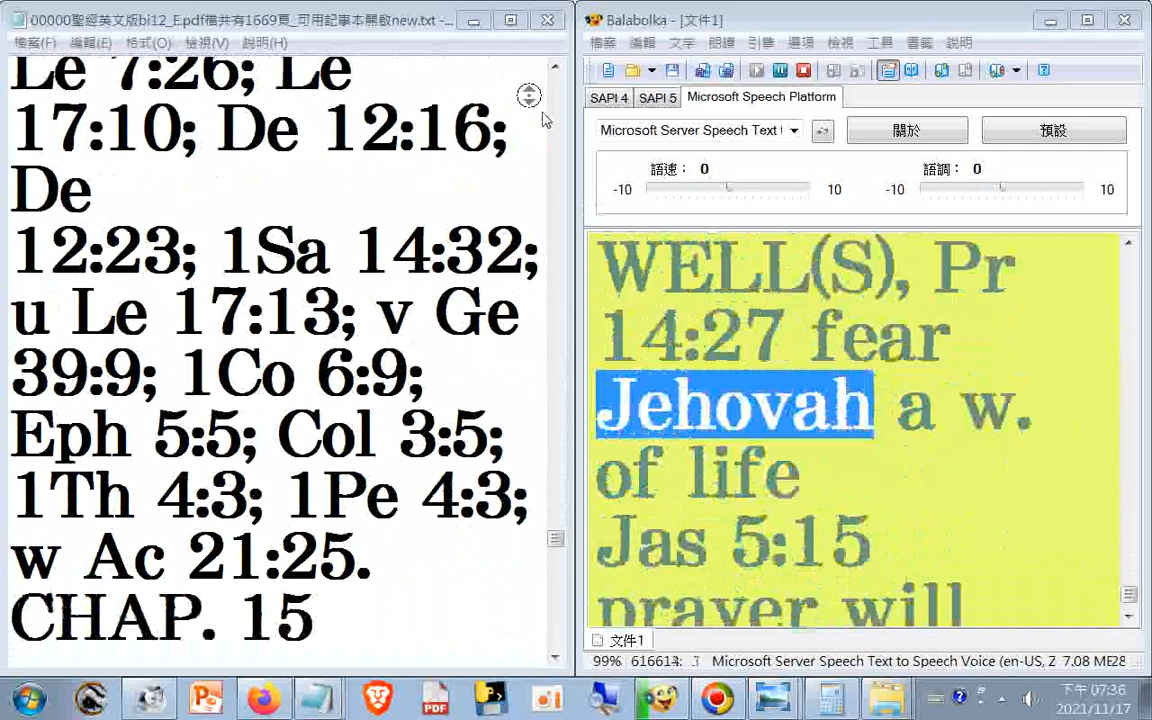 00000聖經英文版bi12_E.pdf檔共有1669頁_可用記事本開啟new.txt -...
檔案(F) 編輯(E) 格式(O) 檢視(V) 說明(H)
Le 7:26; Le
17:10; De 12:16;
De
12:23; 1Sa 14:32;
u Le 17:13; v Ge
39:9; 1Co 6:9;
Eph 5:5; Col 3:5;
1Th 4:3; 1Pe 4:3;
w Ac 21:25.
CHAP. 15
Balabolka - [文件1]
檔案 編輯 文字 朗讀 引擎 選項 檢視 工具 書籤 說明
SAPI 4 SAPI 5 Microsoft Speech Platform
Microsoft Server Speech Text 關於 預設
語速： 0 語調： 0
-10 10 -10 10
WELL(S), Pr
14:27 fear
Jehovah a w.
of life
Jas 5:15
prayer will
文件1
99% Microsoft Server Speech Text to Speech Voice (en-US, Z
下午 07:36
2021/11/17